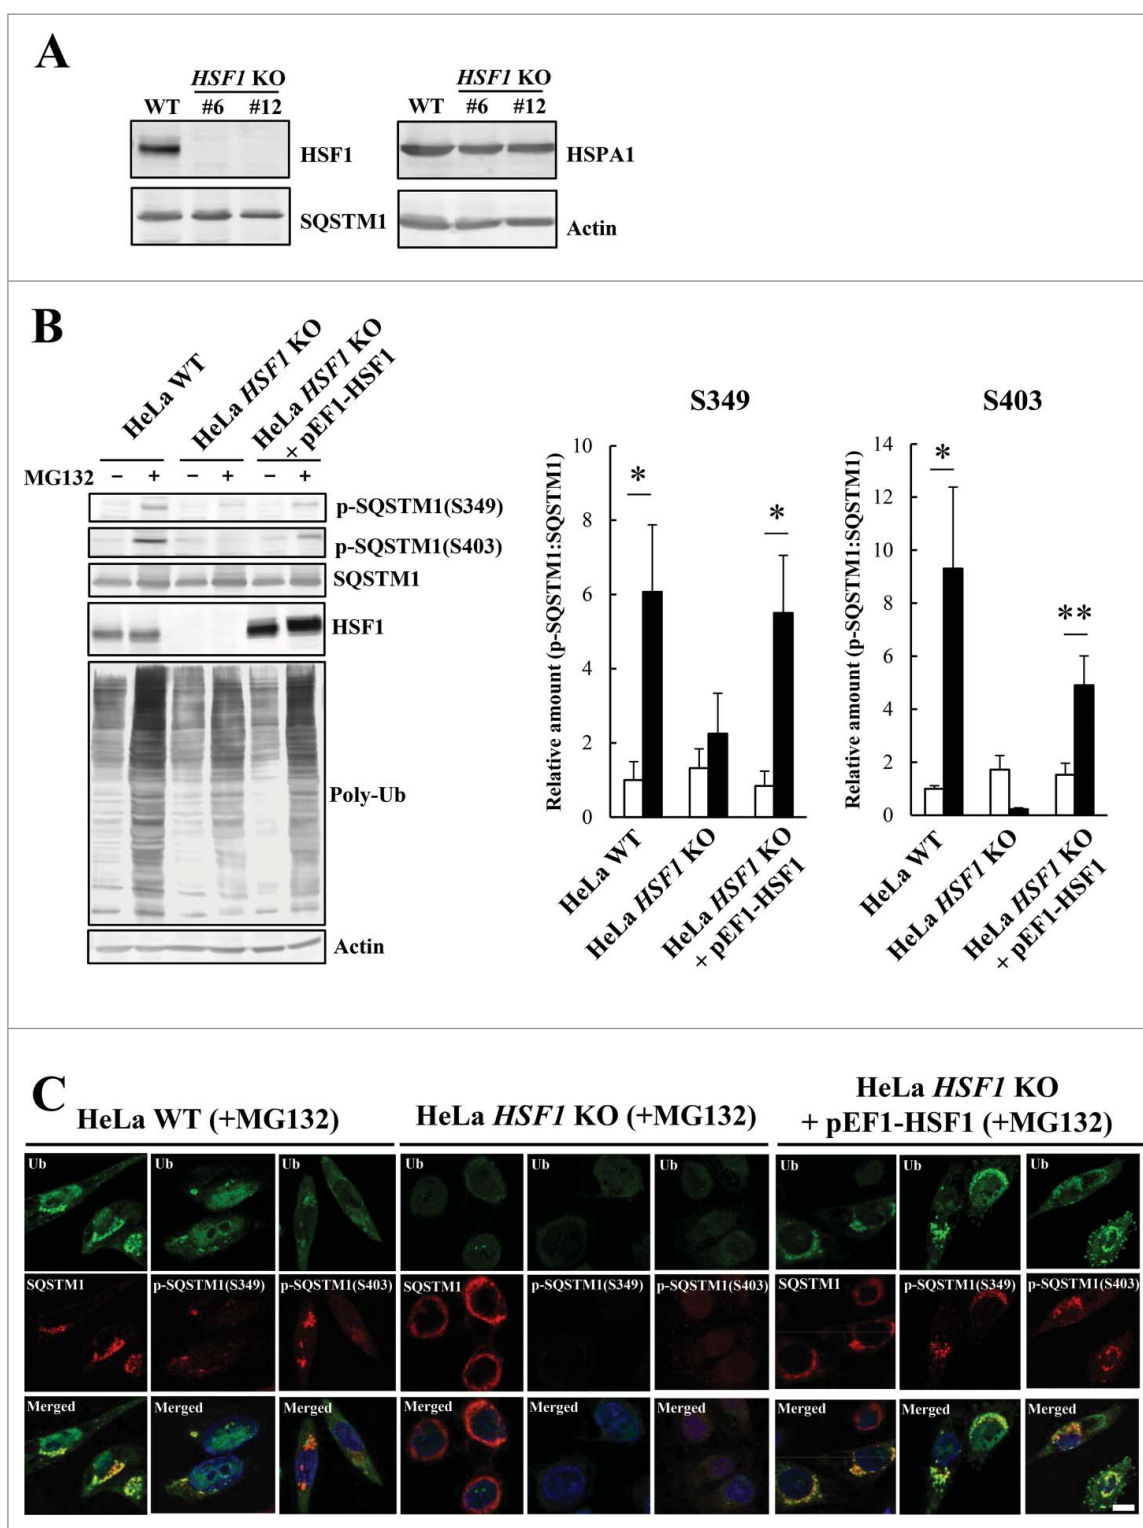 A
HSF1 KO
WT #6 #12
HSF1
SQSTM1
HSF1 KO
WT #6 #12
HSPA1
Actin
B
HeLa WT
HeLa HSF1 KO
HeLa HSF1 KO
+ pEF1-HSF1
MG132 – + – + – +
p-SQSTM1(S349)
p-SQSTM1(S403)
SQSTM1
HSF1
Poly-Ub
Actin
S349
Relative amount (p-SQSTM1:SQSTM1)
10
8
6
4
2
0
*
*
HeLa WT
HeLa HSF1 KO
HeLa HSF1 KO
+ pEF1-HSF1
S403
Relative amount (p-SQSTM1:SQSTM1)
14
12
10
8
6
4
2
0
*
**
HeLa WT
HeLa HSF1 KO
HeLa HSF1 KO
+ pEF1-HSF1
C
HeLa WT (+MG132)
HeLa HSF1 KO (+MG132)
HeLa HSF1 KO
+ pEF1-HSF1 (+MG132)
Ub Ub Ub Ub Ub Ub Ub Ub Ub
SQSTM1 p-SQSTM1(S349) p-SQSTM1(S403) SQSTM1 p-SQSTM1(S349) p-SQSTM1(S403) SQSTM1 p-SQSTM1(S349) p-SQSTM1(S403)
Merged Merged Merged Merged Merged Merged Merged Merged Merged